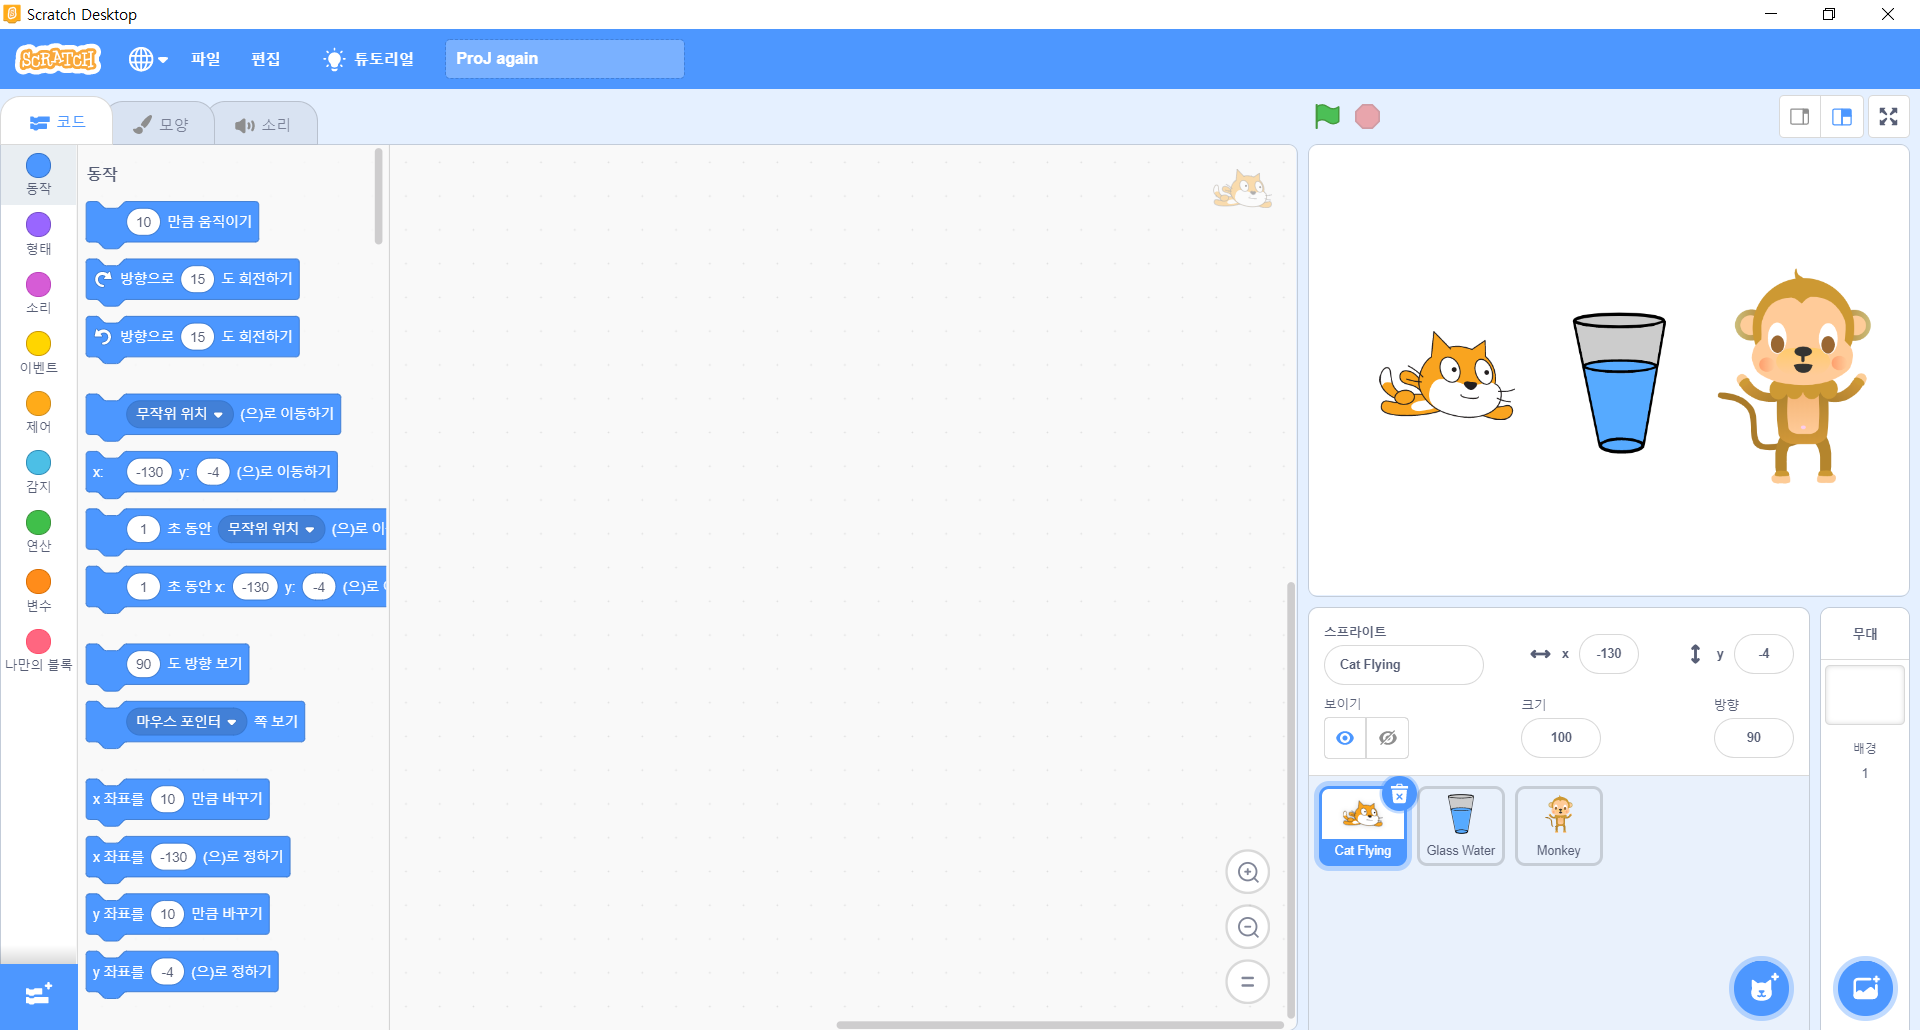 Scratch Desktop
SCRATCH 파일 편집 튜토리얼 ProJ again
코드 모양 소리
동작
형태
소리
이벤트
제어
감지
연산
변수
나만의 블록
동작
10 만큼 움직이기
방향으로 15 도 회전하기
방향으로 15 도 회전하기
무작위 위치 (으)로 이동하기
x: -130 y: -4 (으)로 이동하기
1 초 동안 무작위 위치 (으)로 이
1 초 동안 x: -130 y: -4 (으)로
90 도 방향 보기
마우스 포인터 쪽 보기
x 좌표를 10 만큼 바꾸기
x 좌표를 -130 (으)로 정하기
y 좌표를 10 만큼 바꾸기
y 좌표를 -4 (으)로 정하기
스프라이트
Cat Flying
x -130
y -4
보이기
크기
100
방향
90
Cat Flying
Glass Water
Monkey
무대
배경
1